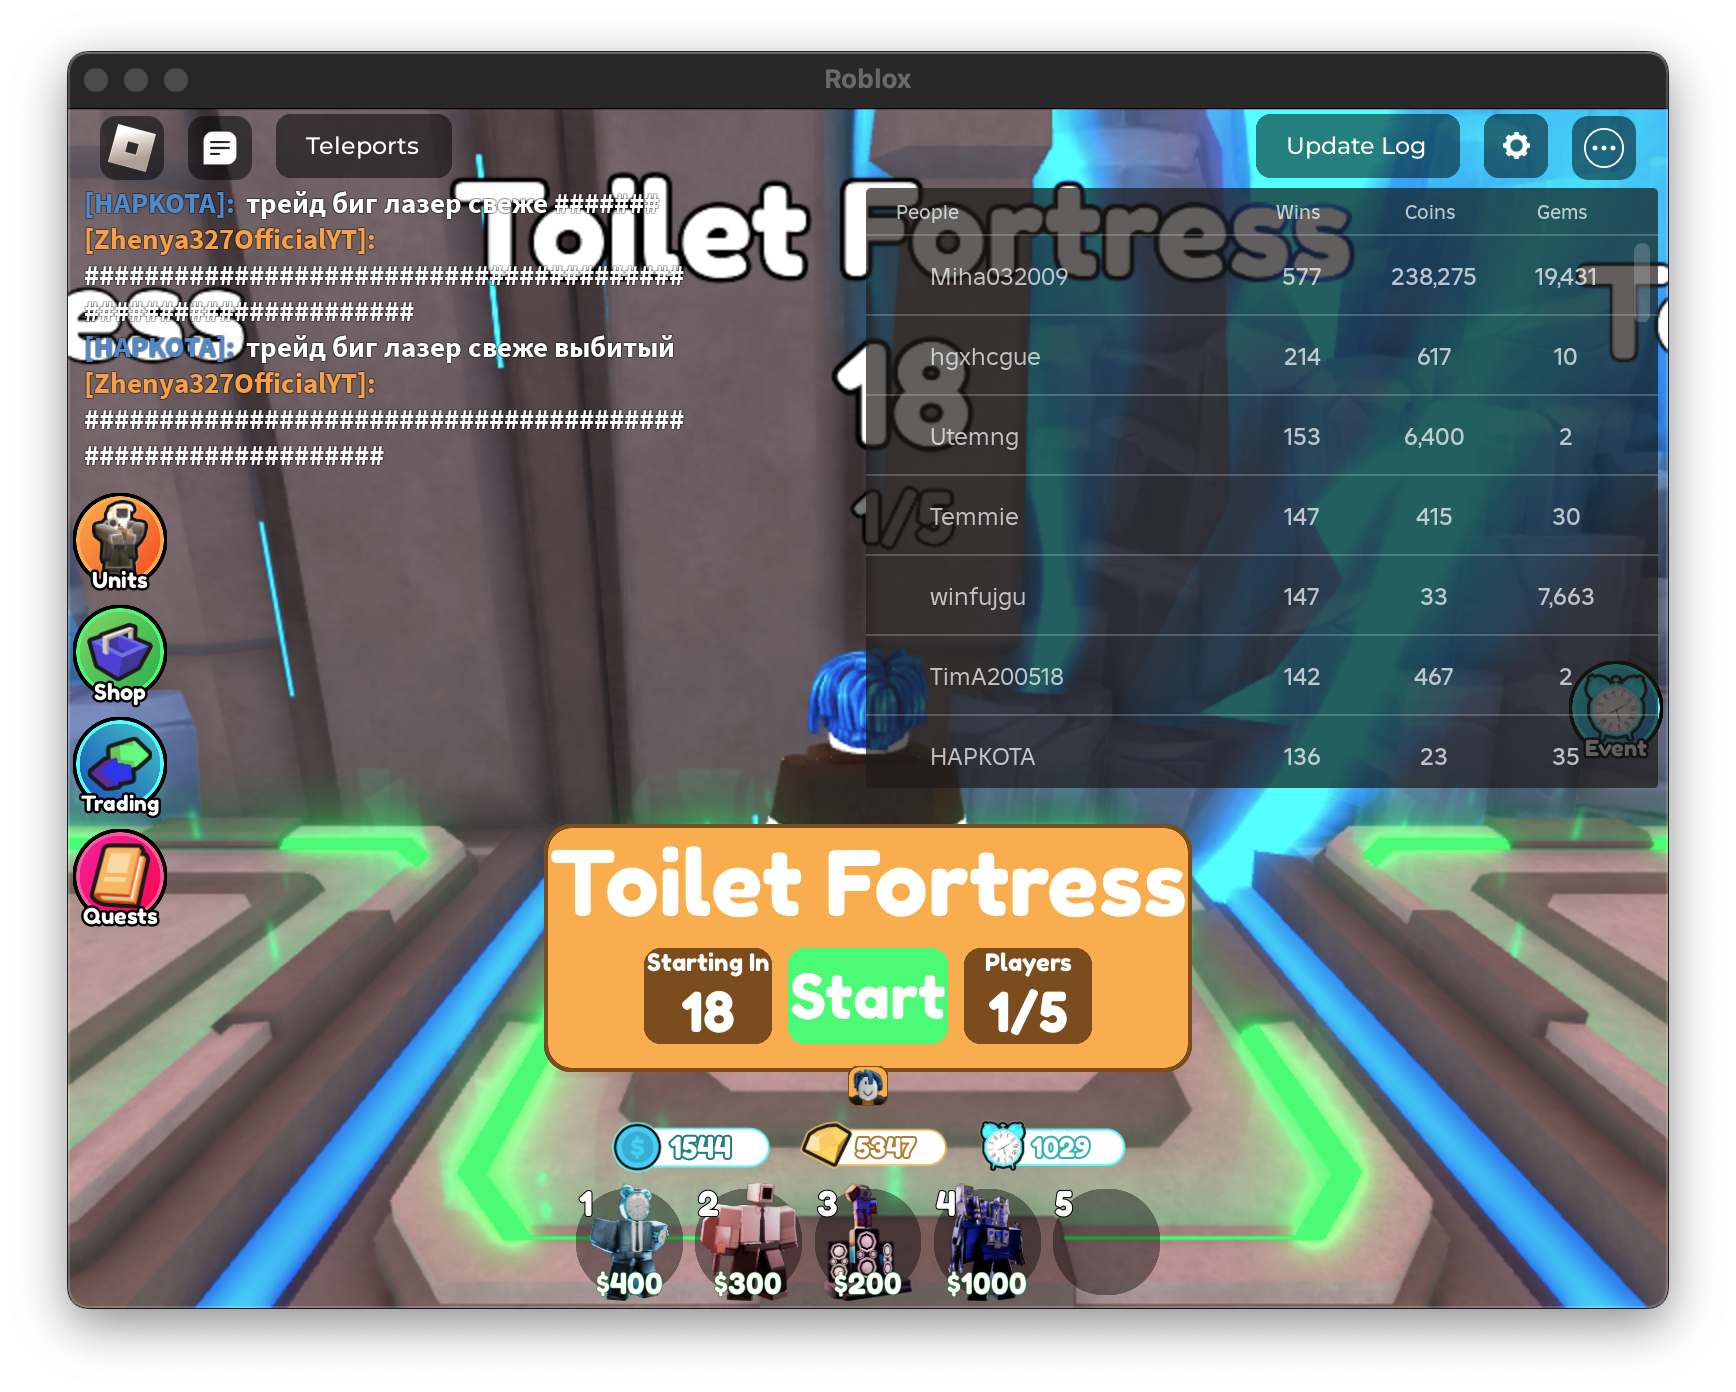 Roblox
Teleports
Update Log
[НАРКОТА]: трейд биг лазер свеже #######
[Zhenya327OfficialYT]:
########################################
######################
[НАРКОТА]: трейд биг лазер свеже выбитый
[Zhenya327OfficialYT]:
########################################
####################
Toilet Fortress
18
1/5
ess
People Wins Coins Gems
Miha032009 577 238,275 19,431
hgxhcgue 214 617 10
Utemng 153 6,400 2
Temmie 147 415 30
winfujgu 147 33 7,663
TimA200518 142 467 2
НАРКОТА 136 23 35
Units
Shop
Trading
Quests
Event
Toilet Fortress
Starting In
18
Start
Players
1/5
1544
5347
1029
1 2 3 4 5
$400 $300 $200 $1000